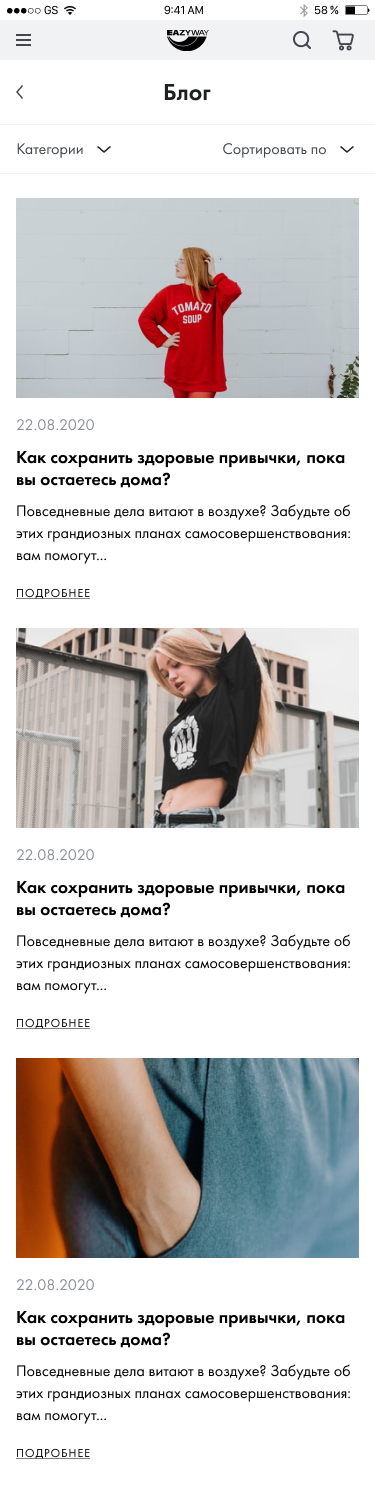 GS 9:41 AM 58 %
EAZYWAY
Блог
Категории Сортировать по
TOMATO
SOUP
22.08.2020
Как сохранить здоровые привычки, пока
вы остаетесь дома?
Повседневные дела витают в воздухе? Забудьте об
этих грандиозных планах самосовершенствования:
вам помогут...
ПОДРОБНЕЕ
22.08.2020
Как сохранить здоровые привычки, пока
вы остаетесь дома?
Повседневные дела витают в воздухе? Забудьте об
этих грандиозных планах самосовершенствования:
вам помогут...
ПОДРОБНЕЕ
22.08.2020
Как сохранить здоровые привычки, пока
вы остаетесь дома?
Повседневные дела витают в воздухе? Забудьте об
этих грандиозных планах самосовершенствования:
вам помогут...
ПОДРОБНЕЕ